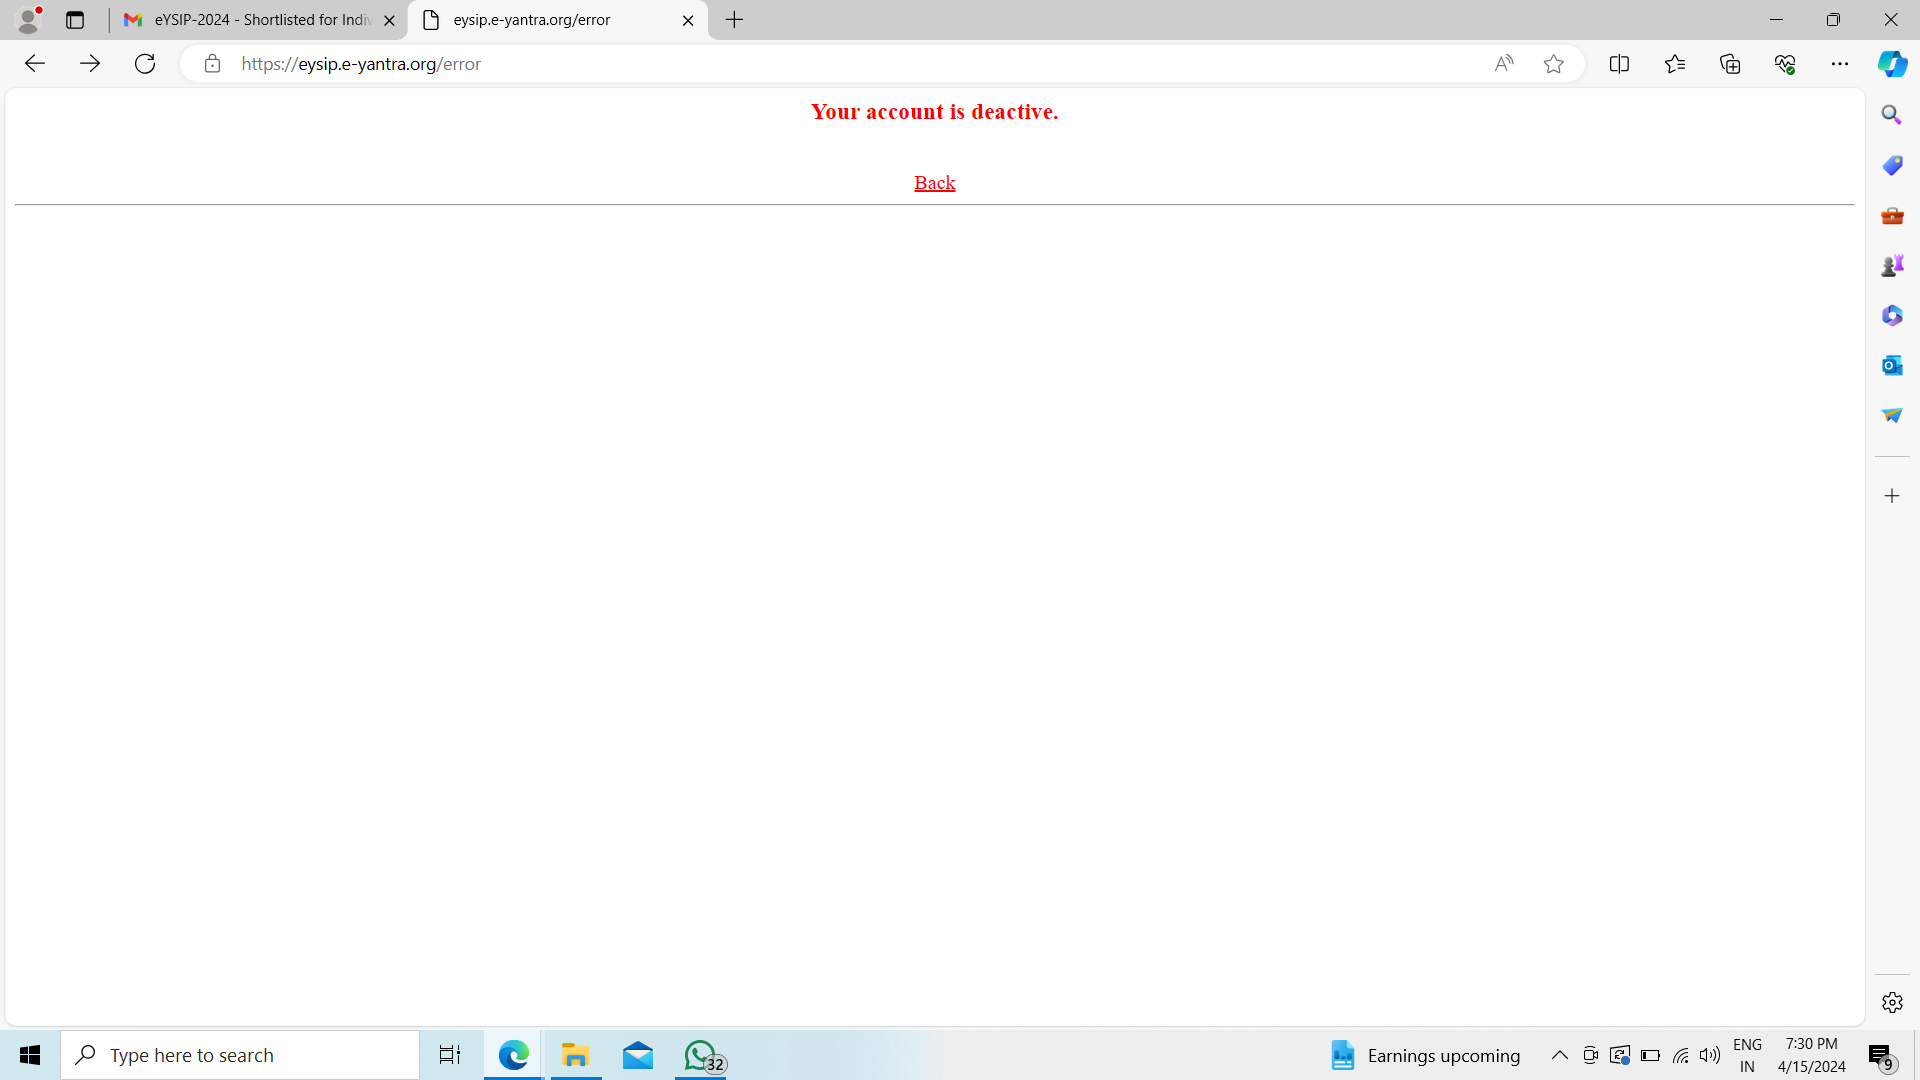 eYSIP-2024 - Shortlisted for Indiv
eysip.e-yantra.org/error
https://eysip.e-yantra.org/error
Your account is deactive.
Back
Type here to search
32
Earnings upcoming
ENG
IN
7:30 PM
4/15/2024
9